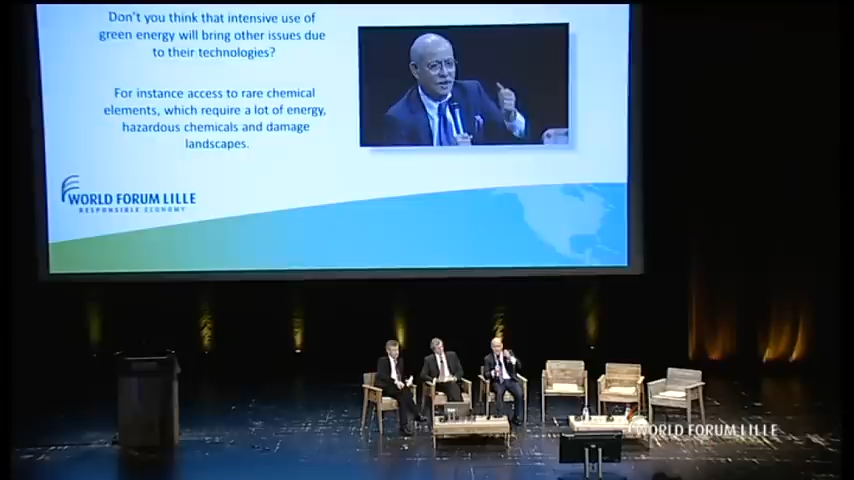 Don't you think that intensive use of
green energy will bring other issues due
to their technologies?
For instance access to rare chemical
elements, which require a lot of energy,
hazardous chemicals and damage
landscapes.
WORLD FORUM LILLE
RESPONSIBLE ECONOMY
WORLD FORUM LILLE